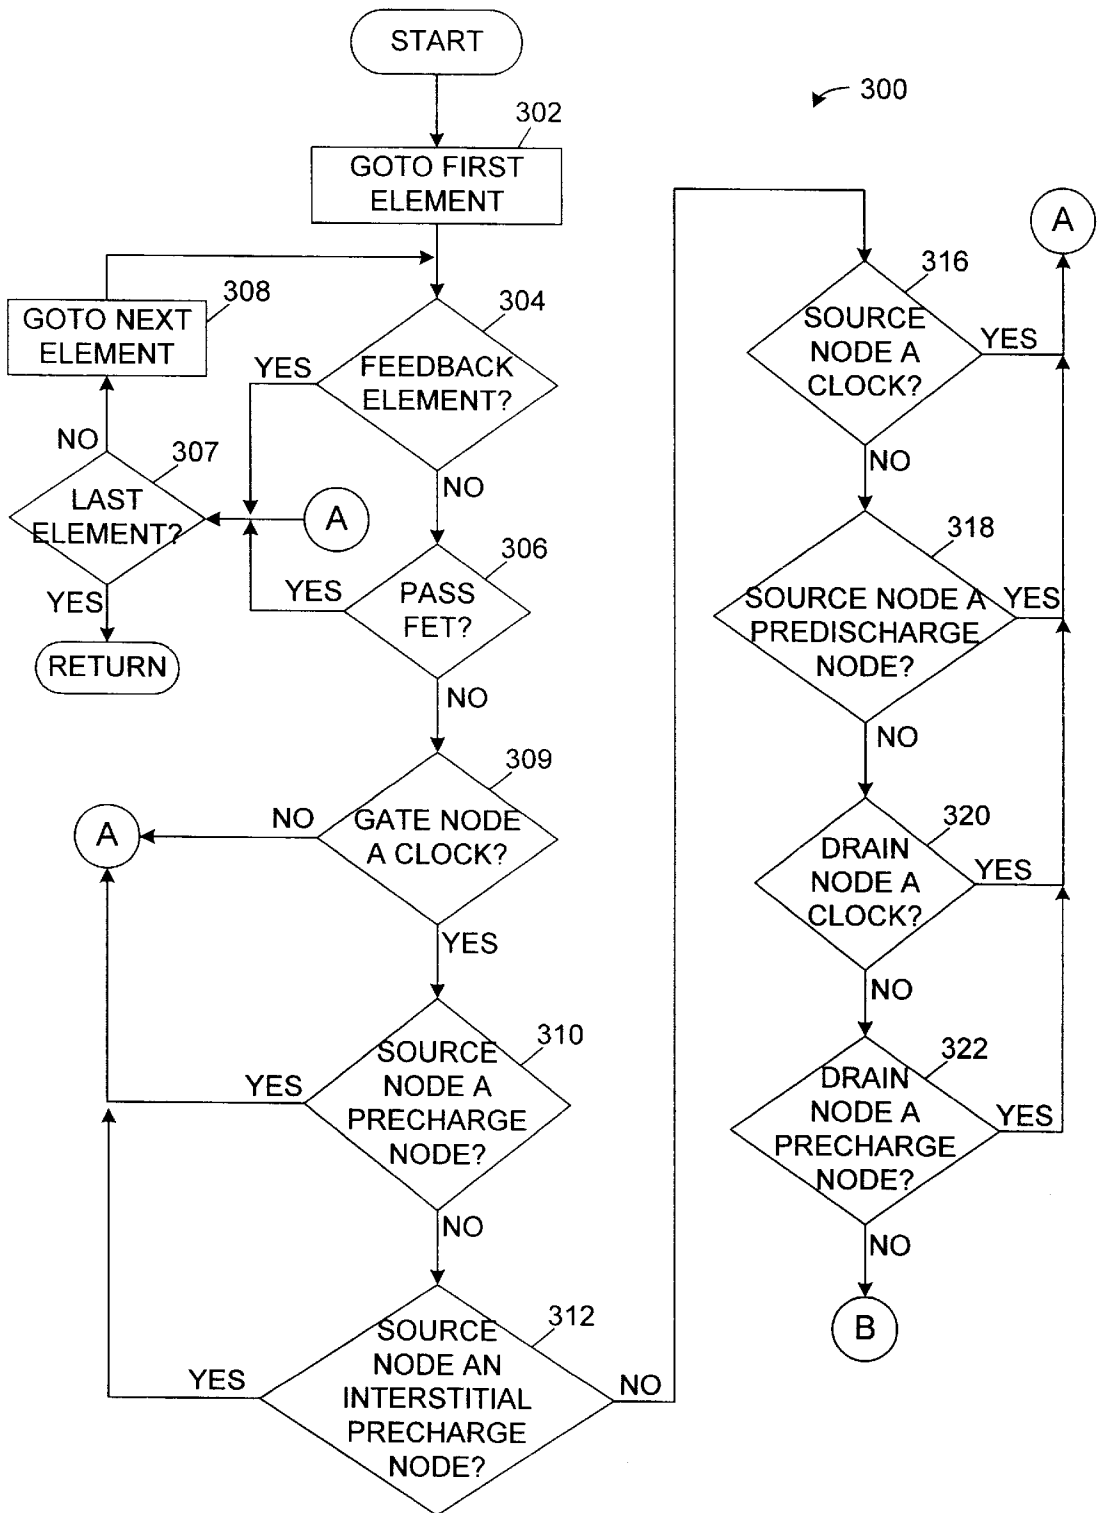 START
300
302
GOTO FIRST
ELEMENT
308
GOTO NEXT
ELEMENT
304
FEEDBACK
ELEMENT?
YES
NO
NO
307
LAST
ELEMENT?
A
YES
RETURN
306
PASS
FET?
YES
NO
309
GATE NODE
A CLOCK?
NO
A
YES
310
SOURCE
NODE A
PRECHARGE
NODE?
YES
NO
312
SOURCE
NODE AN
INTERSTITIAL
PRECHARGE
NODE?
YES
NO
A
316
SOURCE
NODE A
CLOCK?
YES
NO
318
SOURCE NODE A
PREDISCHARGE
NODE?
YES
NO
320
DRAIN
NODE A
CLOCK?
YES
NO
322
DRAIN
NODE A
PRECHARGE
NODE?
YES
NO
B